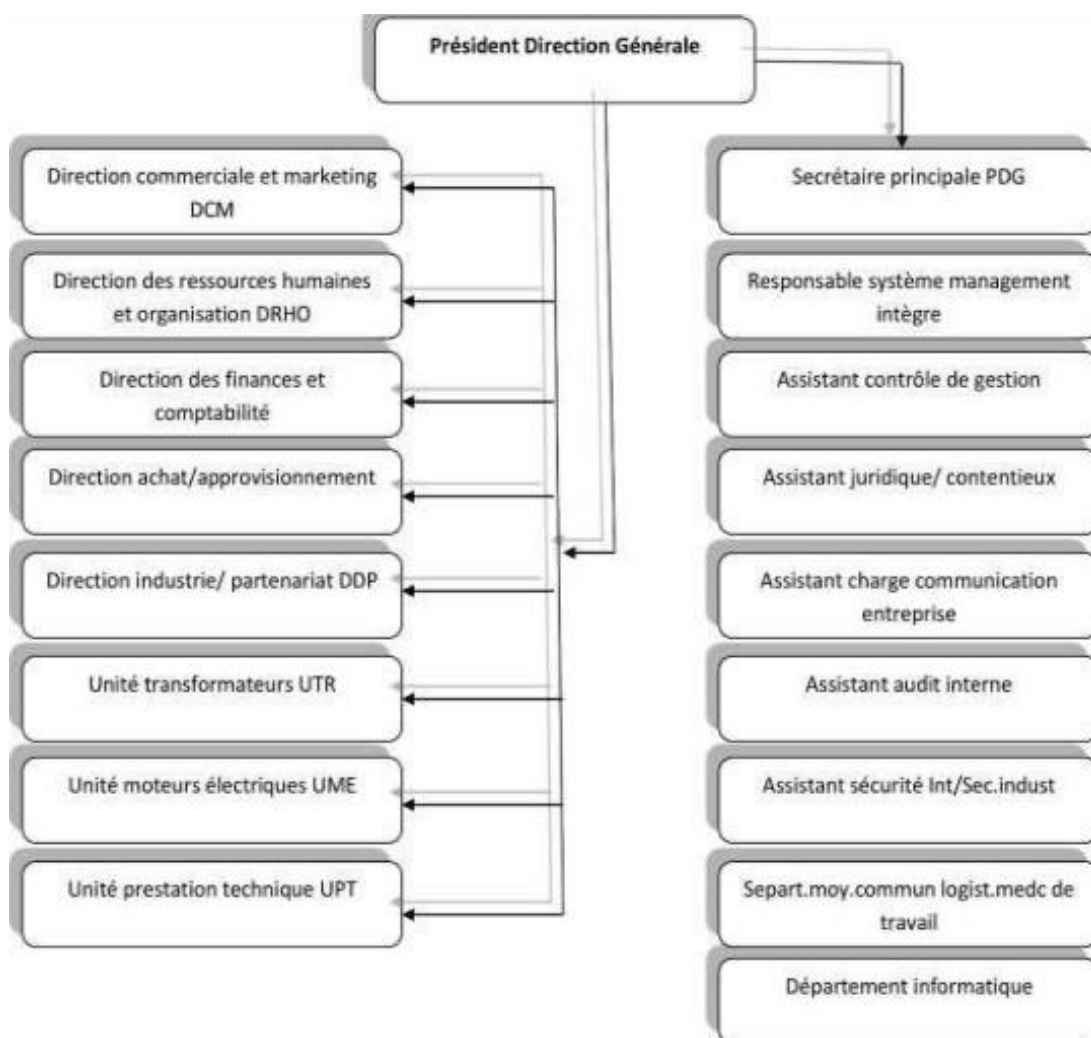 Président Direction Générale
Direction commerciale et marketing
DCM
Direction des ressources humaines
et organisation DRHO
Direction des finances et
comptabilité
Direction achat/approvisionnement
Direction industrie/ partenariat DDP
Unité transformateurs UTR
Unité moteurs électriques UME
Unité prestation technique UPT
Secrétaire principale PDG
Responsable système management
intègre
Assistant contrôle de gestion
Assistant juridique/ contentieux
Assistant charge communication
entreprise
Assistant audit interne
Assistant sécurité Int/Sec.indust
Separt.moy.commun logist.medc de
travail
Département informatique